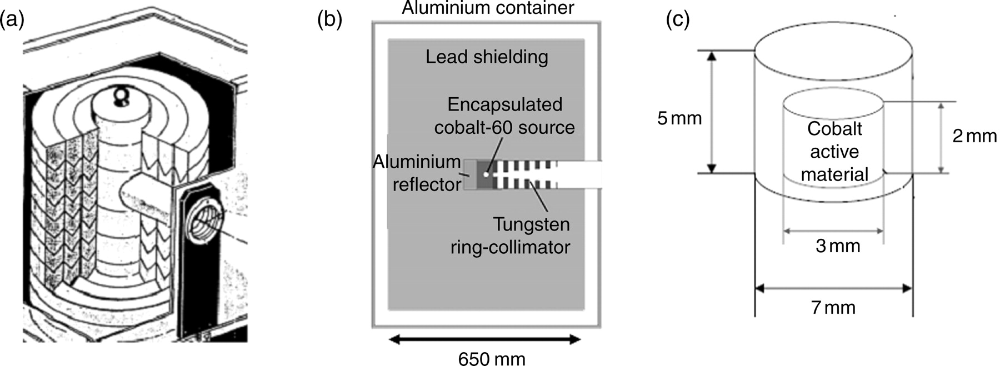 (a)
(b)
Aluminium container
Lead shielding
Encapsulated
cobalt-60 source
Aluminium
reflector
Tungsten
ring-collimator
650 mm
(c)
5 mm
Cobalt
active
material
2 mm
3 mm
7 mm